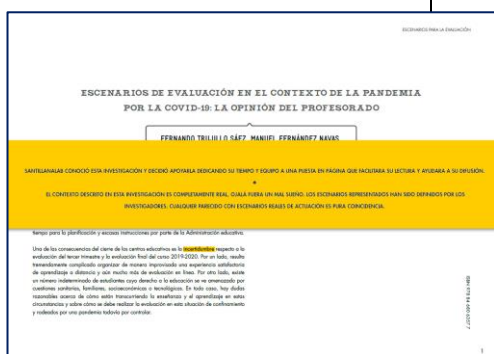 ESCENARIOS PARA LA EVALUACIÓN
ESCENARIOS DE EVALUACIÓN EN EL CONTEXTO DE LA PANDEMIA
POR LA COVID-19: LA OPINIÓN DEL PROFESORADO
FERNANDO TRUJILLO SÁEZ, MANUEL FERNÁNDEZ NAVAS
SANTILLANALAB CONOCIÓ ESTA INVESTIGACIÓN Y DECIDIÓ APOYARLA DEDICANDO SU TIEMPO Y EQUIPO A UNA PUESTA EN PÁGINA QUE FACILITARA SU LECTURA Y AYUDARA A SU DIFUSIÓN.
EL CONTEXTO DESCRITO EN ESTA INVESTIGACIÓN ES COMPLETAMENTE REAL, OJALÁ FUERA UN MAL SUEÑO. LOS ESCENARIOS REPRESENTADOS HAN SIDO DEFINIDOS POR LOS
INVESTIGADORES. CUALQUIER PARECIDO CON ESCENARIOS REALES DE ACTUACIÓN ES PURA COINCIDENCIA.
tiempo para la planificación y escasas instrucciones por parte de la Administración educativa.
Una de las consecuencias del cierre de los centros educativos es la incertidumbre respecto a la
evaluación del tercer trimestre y la evaluación final del curso 2019-2020. Por un lado, resulta
tremendamente complicado organizar de manera improvisada una experiencia satisfactoria
de aprendizaje a distancia y aún mucho más de evaluación en línea. Por otro lado, existe
un número indeterminado de estudiantes cuyo derecho a la educación se ve amenazado por
cuestiones sanitarias, familiares, socioeconómicas o tecnológicas. En todo caso, hay dudas
razonables acerca de cómo están transcurriendo la enseñanza y el aprendizaje en estas
circunstancias y sobre cómo se debe realizar la evaluación en esta situación de confinamiento
y rodeados por una pandemia todavía por controlar.
1